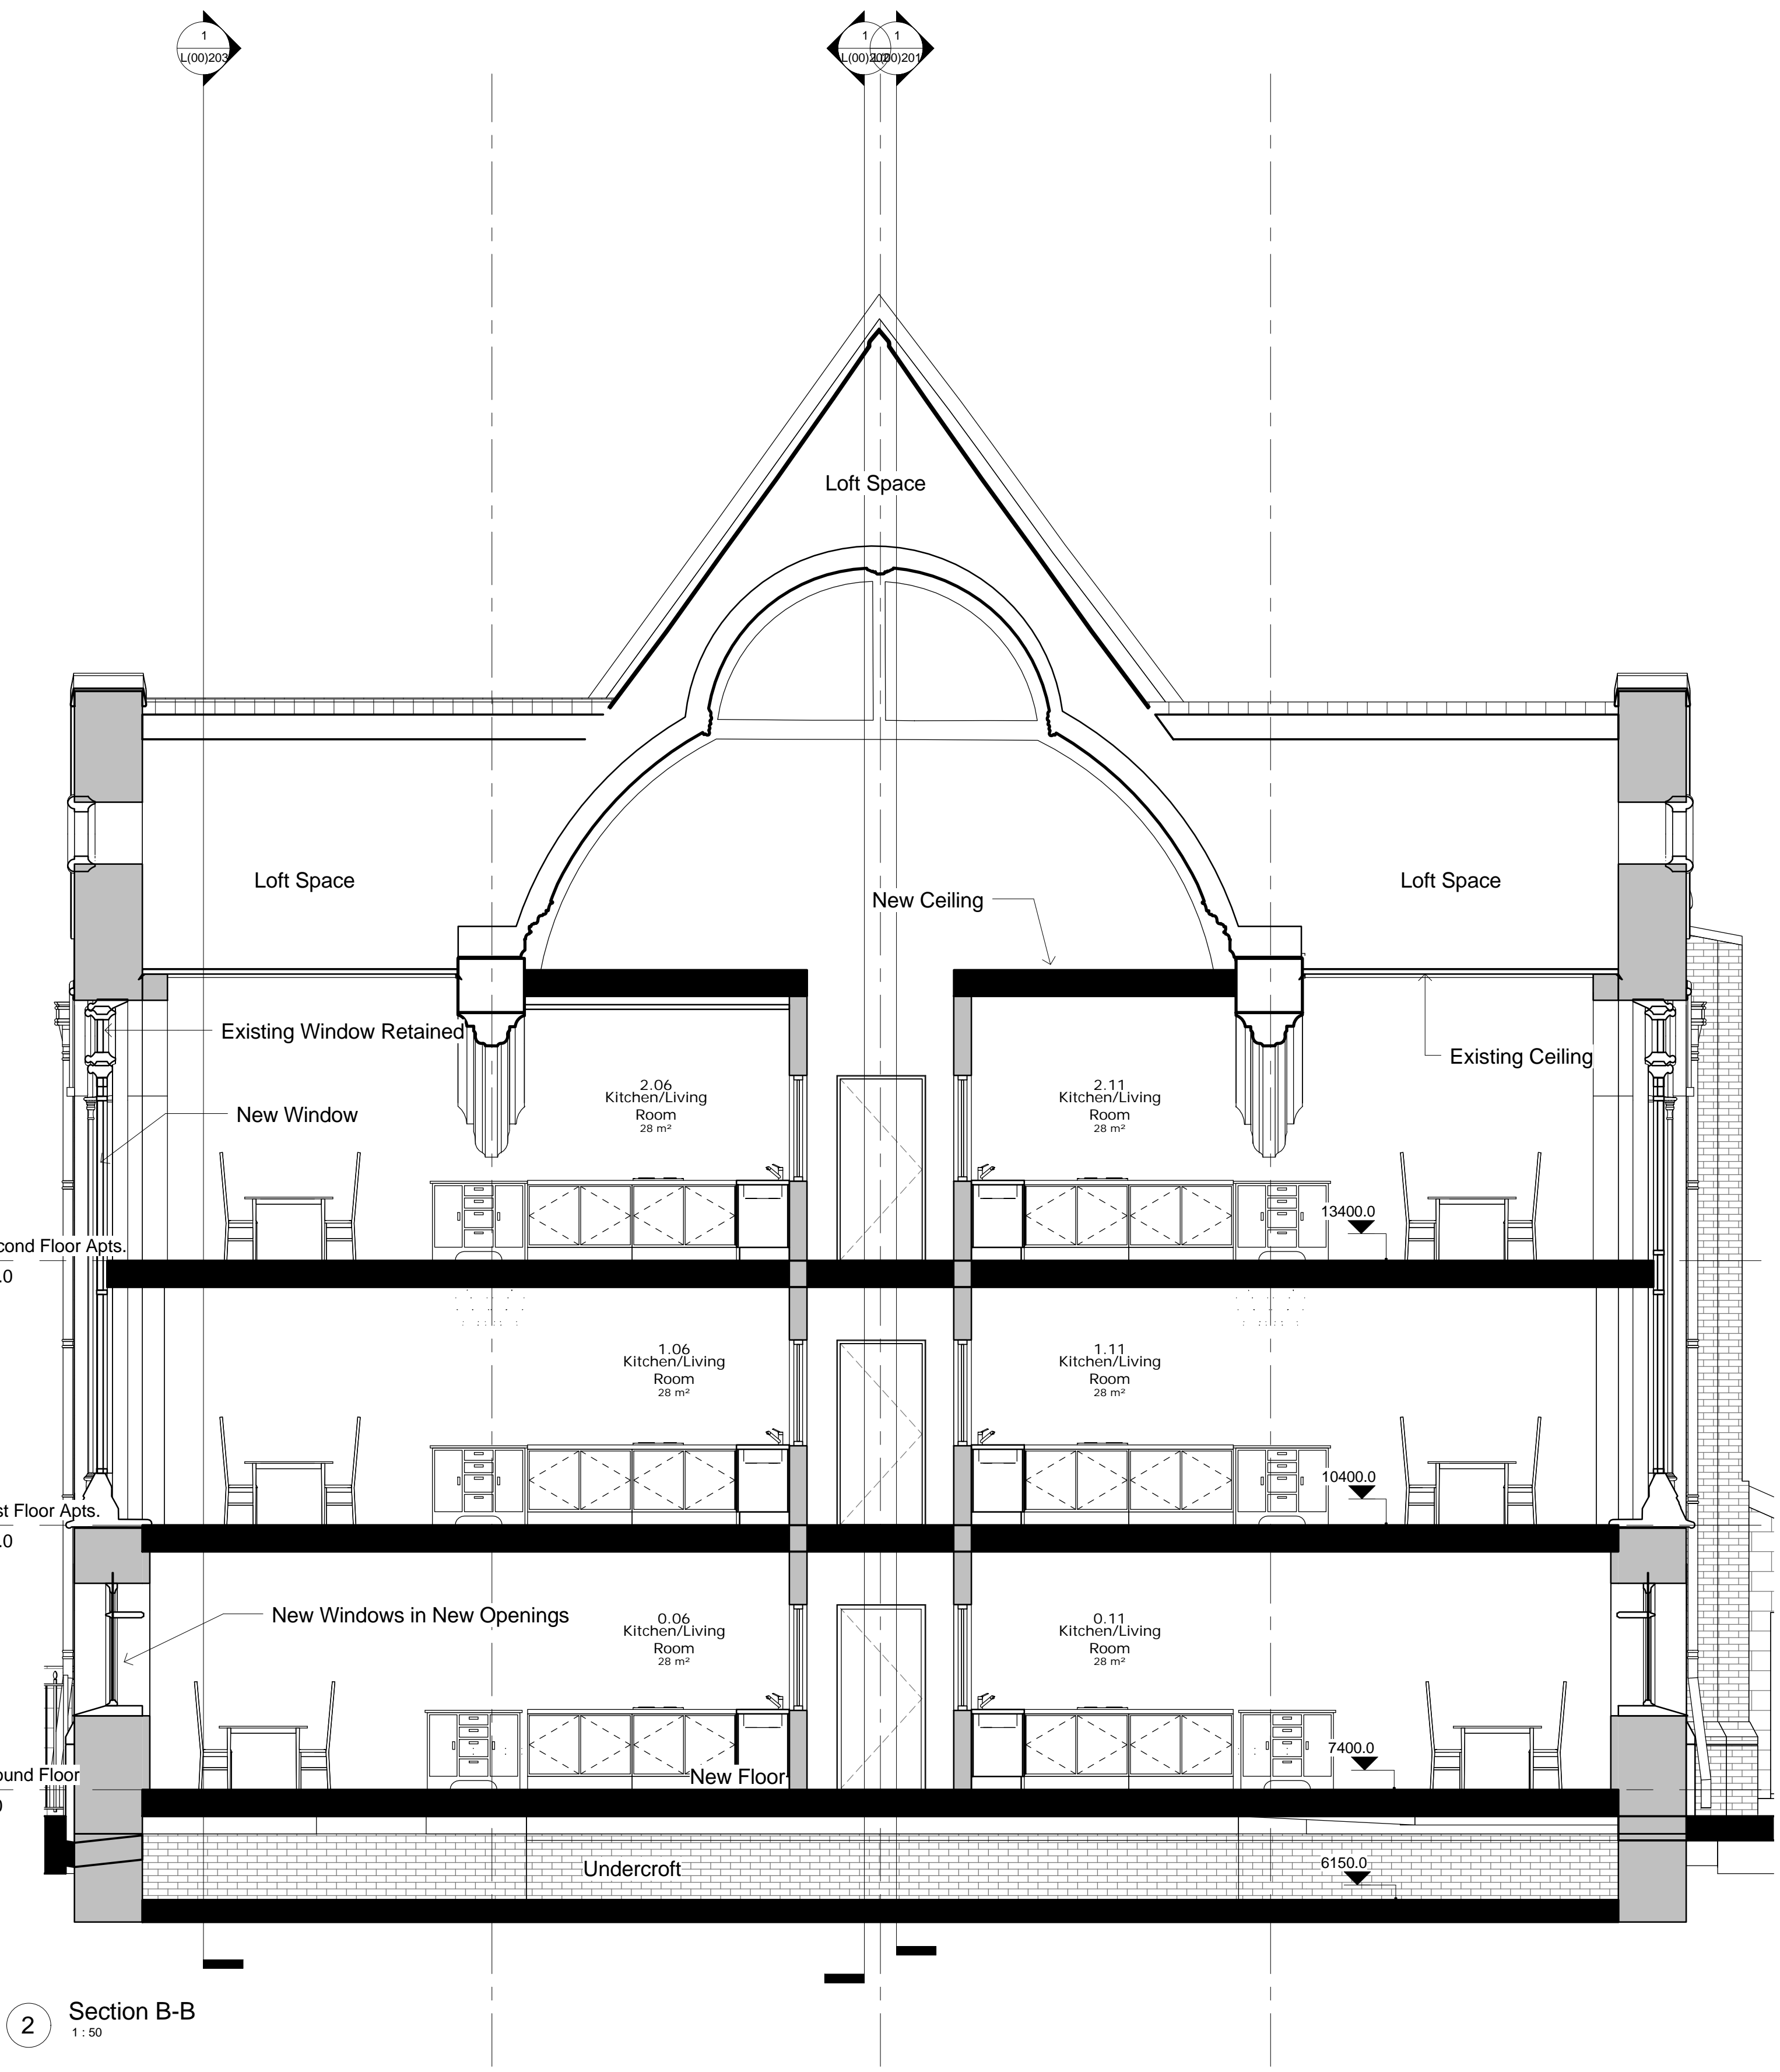 1
L(00)203
1
L(00)202
1
L(00)201
Loft Space
Loft Space
New Ceiling
Loft Space
Existing Window Retained
Existing Ceiling
2.06
Kitchen/Living
Room
28 m²
2.11
Kitchen/Living
Room
28 m²
New Window
13400.0
cond Floor Apts.
.0
1.06
Kitchen/Living
Room
28 m²
1.11
Kitchen/Living
Room
28 m²
10400.0
st Floor Apts.
.0
New Windows in New Openings
0.06
Kitchen/Living
Room
28 m²
0.11
Kitchen/Living
Room
28 m²
7400.0
ound Floor
New Floor
Undercroft
6150.0
2
Section B-B
1 : 50